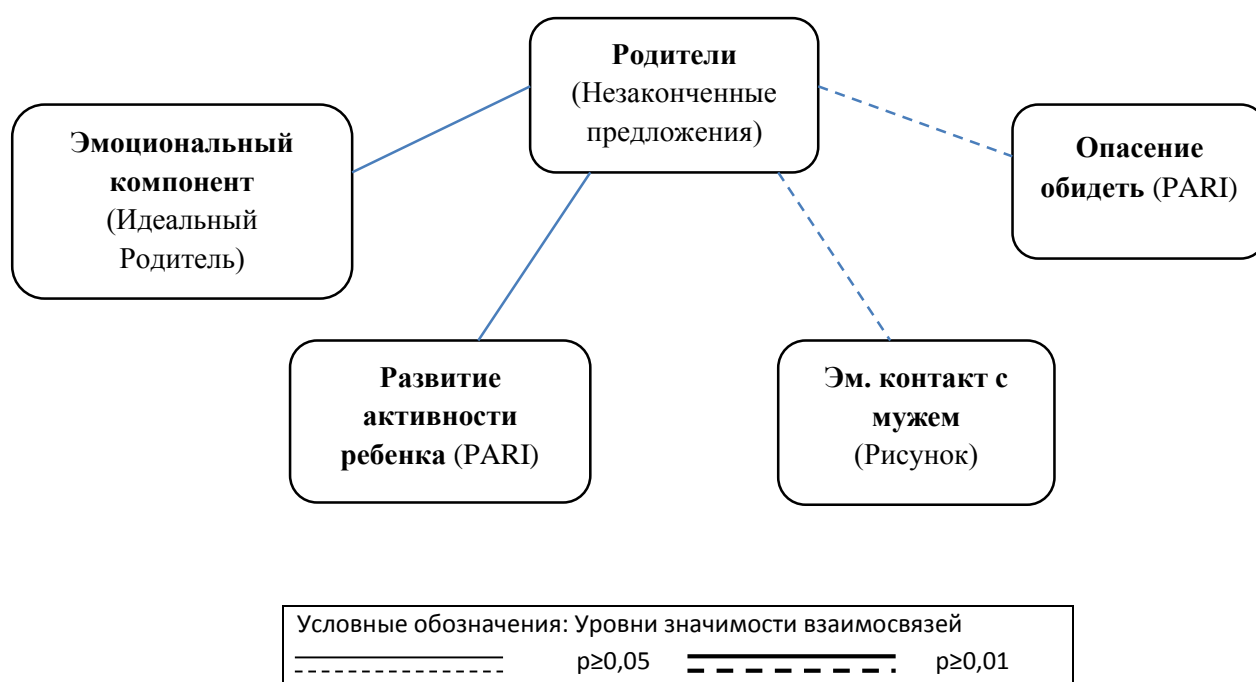 Родители
(Незаконченные
предложения)
Эмоциональный
компонент
(Идеальный
Родитель)
Опасение
обидеть (PARI)
Развитие
активности
ребенка (PARI)
Эм. контакт с
мужем
(Рисунок)
Условные обозначения: Уровни значимости взаимосвязей
p≥0,05 p≥0,01